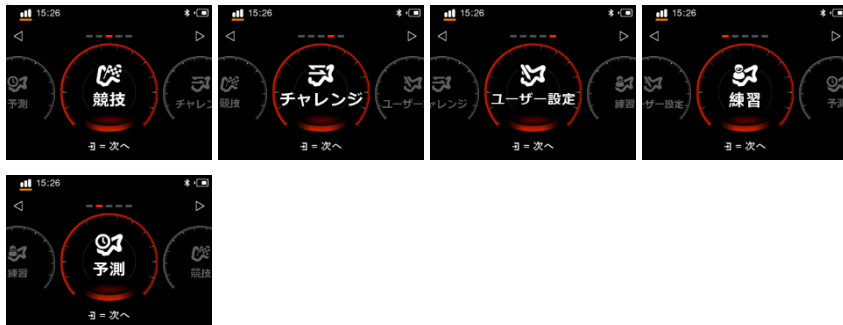 15:26
予測
競技
チャレン
= 次へ
15:26
競技
チャレンジ
ユーザー
= 次へ
15:26
ャレンジ
ユーザー設定
練習
= 次へ
15:26
ザー設定
練習
予測
= 次へ
15:26
練習
予測
競技
= 次へ